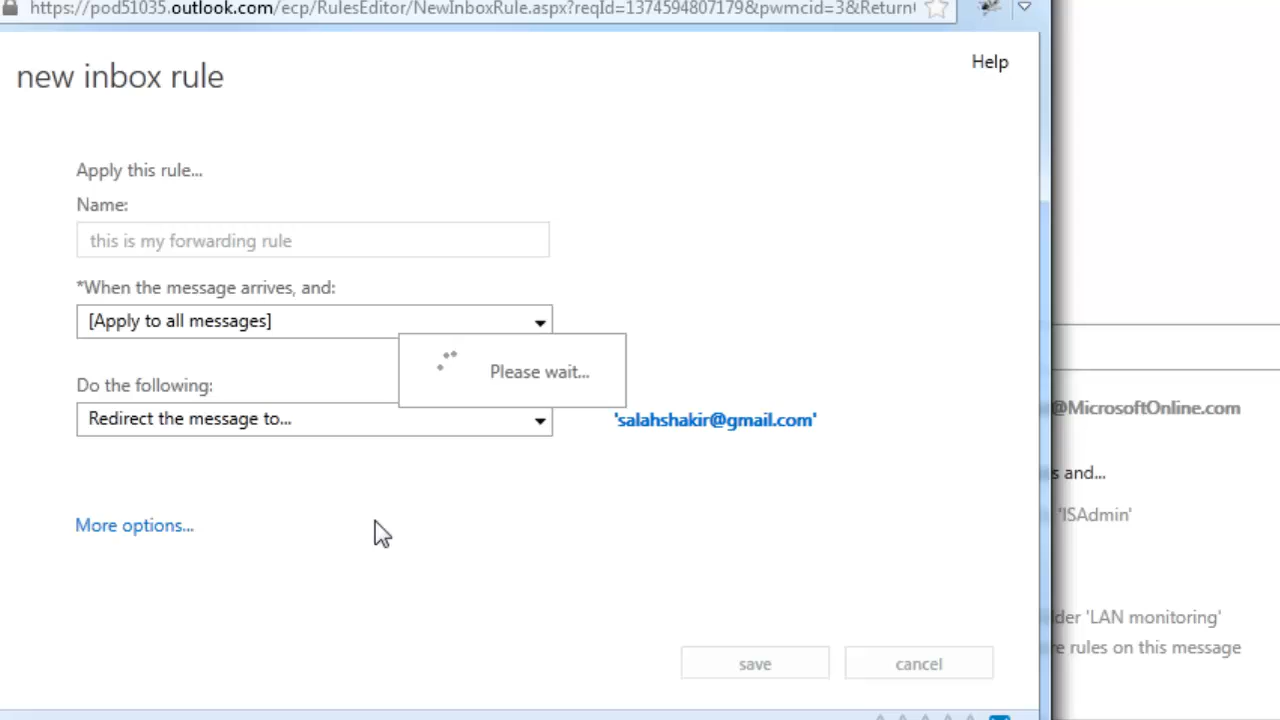 https://pod51035.outlook.com/ecp/RulesEditor/NewInboxRule.aspx?reqId=1374594807179&pwmcid=3&Return
Help
new inbox rule
Apply this rule...
Name:
this is my forwarding rule
*When the message arrives, and:
[Apply to all messages]
Please wait...
Do the following:
Redirect the message to...
'salahshakir@gmail.com'
@MicrosoftOnline.com
s and...
'ISAdmin'
More options...
der 'LAN monitoring'
e rules on this message
save
cancel